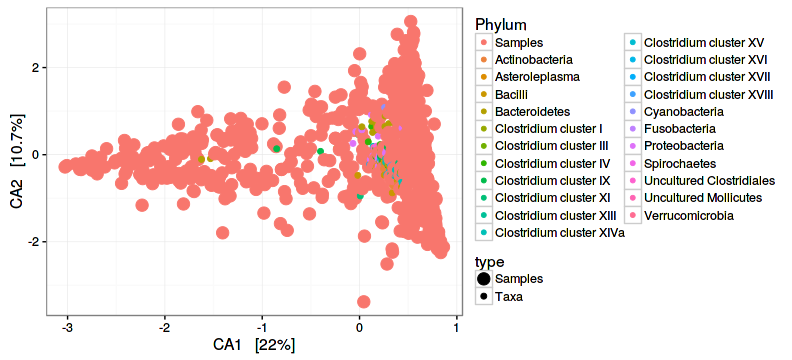 Phylum
Samples
Actinobacteria
Asteroleplasma
Bacilli
Bacteroidetes
Clostridium cluster I
Clostridium cluster III
Clostridium cluster IV
Clostridium cluster IX
Clostridium cluster XI
Clostridium cluster XIII
Clostridium cluster XIVa
Clostridium cluster XV
Clostridium cluster XVI
Clostridium cluster XVII
Clostridium cluster XVIII
Cyanobacteria
Fusobacteria
Proteobacteria
Spirochaetes
Uncultured Clostridiales
Uncultured Mollicutes
Verrucomicrobia
type
Samples
Taxa
CA2 [10.7%]
2
0
-2
-3 -2 -1 0 1
CA1 [22%]